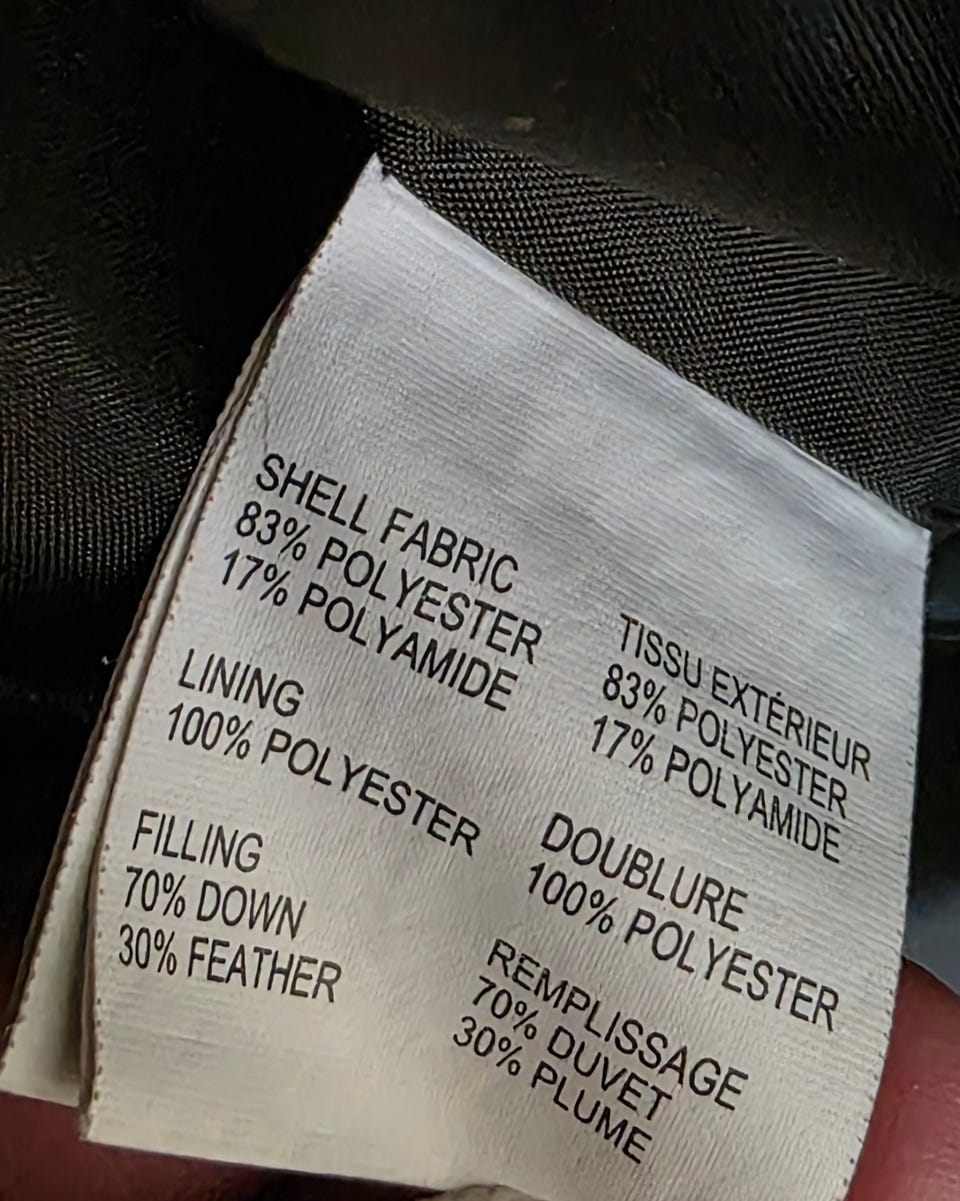 SHELL FABRIC
83% POLYESTER
17% POLYAMIDE
LINING
100% POLYESTER
FILLING
70% DOWN
30% FEATHER
TISSU EXTÉRIEUR
83% POLYESTER
17% POLYAMIDE
DOUBLURE
100% POLYESTER
REMPLISSAGE
70% DUVET
30% PLUME